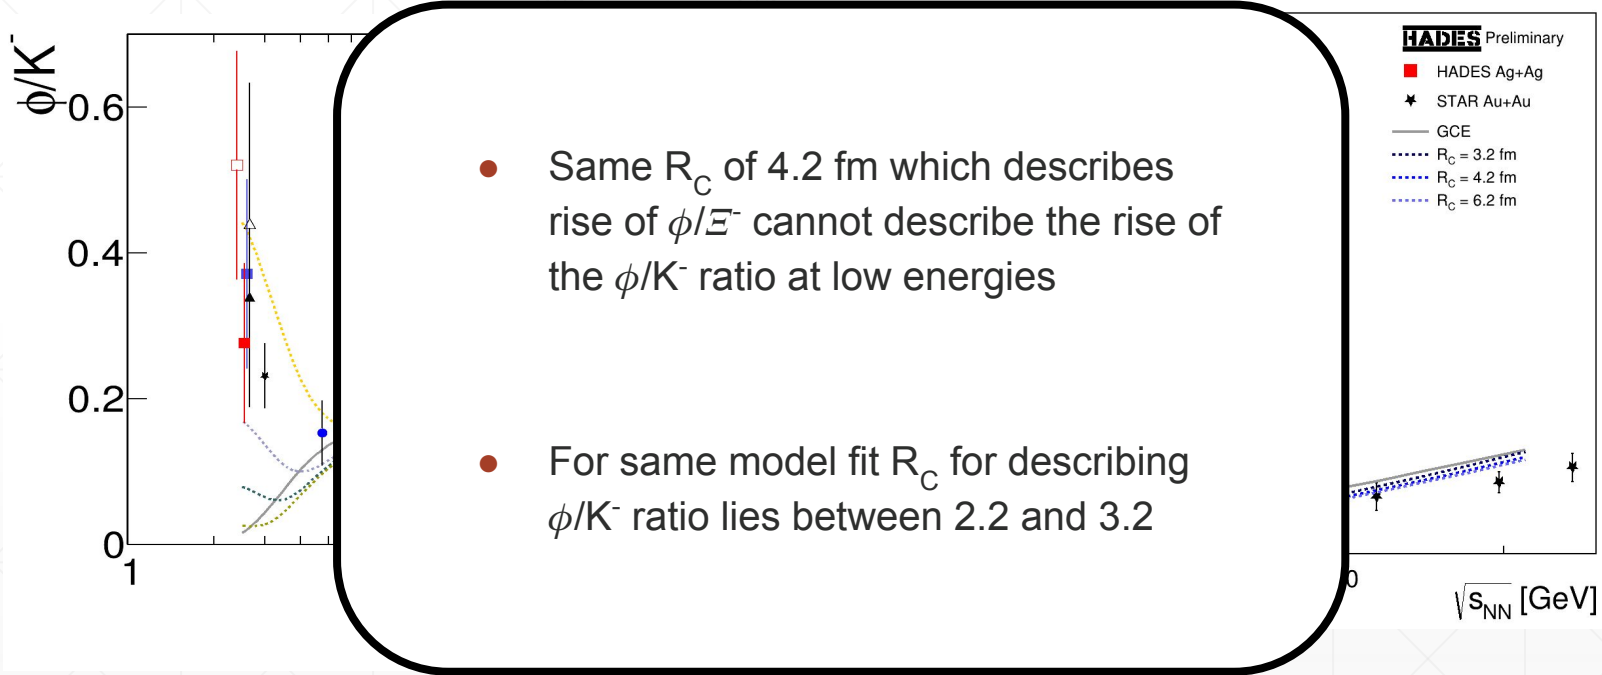 ϕ/K⁻
0.6
0.4
0.2
0
1
● Same R_C of 4.2 fm which describes
rise of ϕ/Ξ⁻ cannot describe the rise of
the ϕ/K⁻ ratio at low energies
● For same model fit R_C for describing
ϕ/K⁻ ratio lies between 2.2 and 3.2
HADES Preliminary
HADES Ag+Ag
STAR Au+Au
GCE
R_C = 3.2 fm
R_C = 4.2 fm
R_C = 6.2 fm
0
√s_NN [GeV]